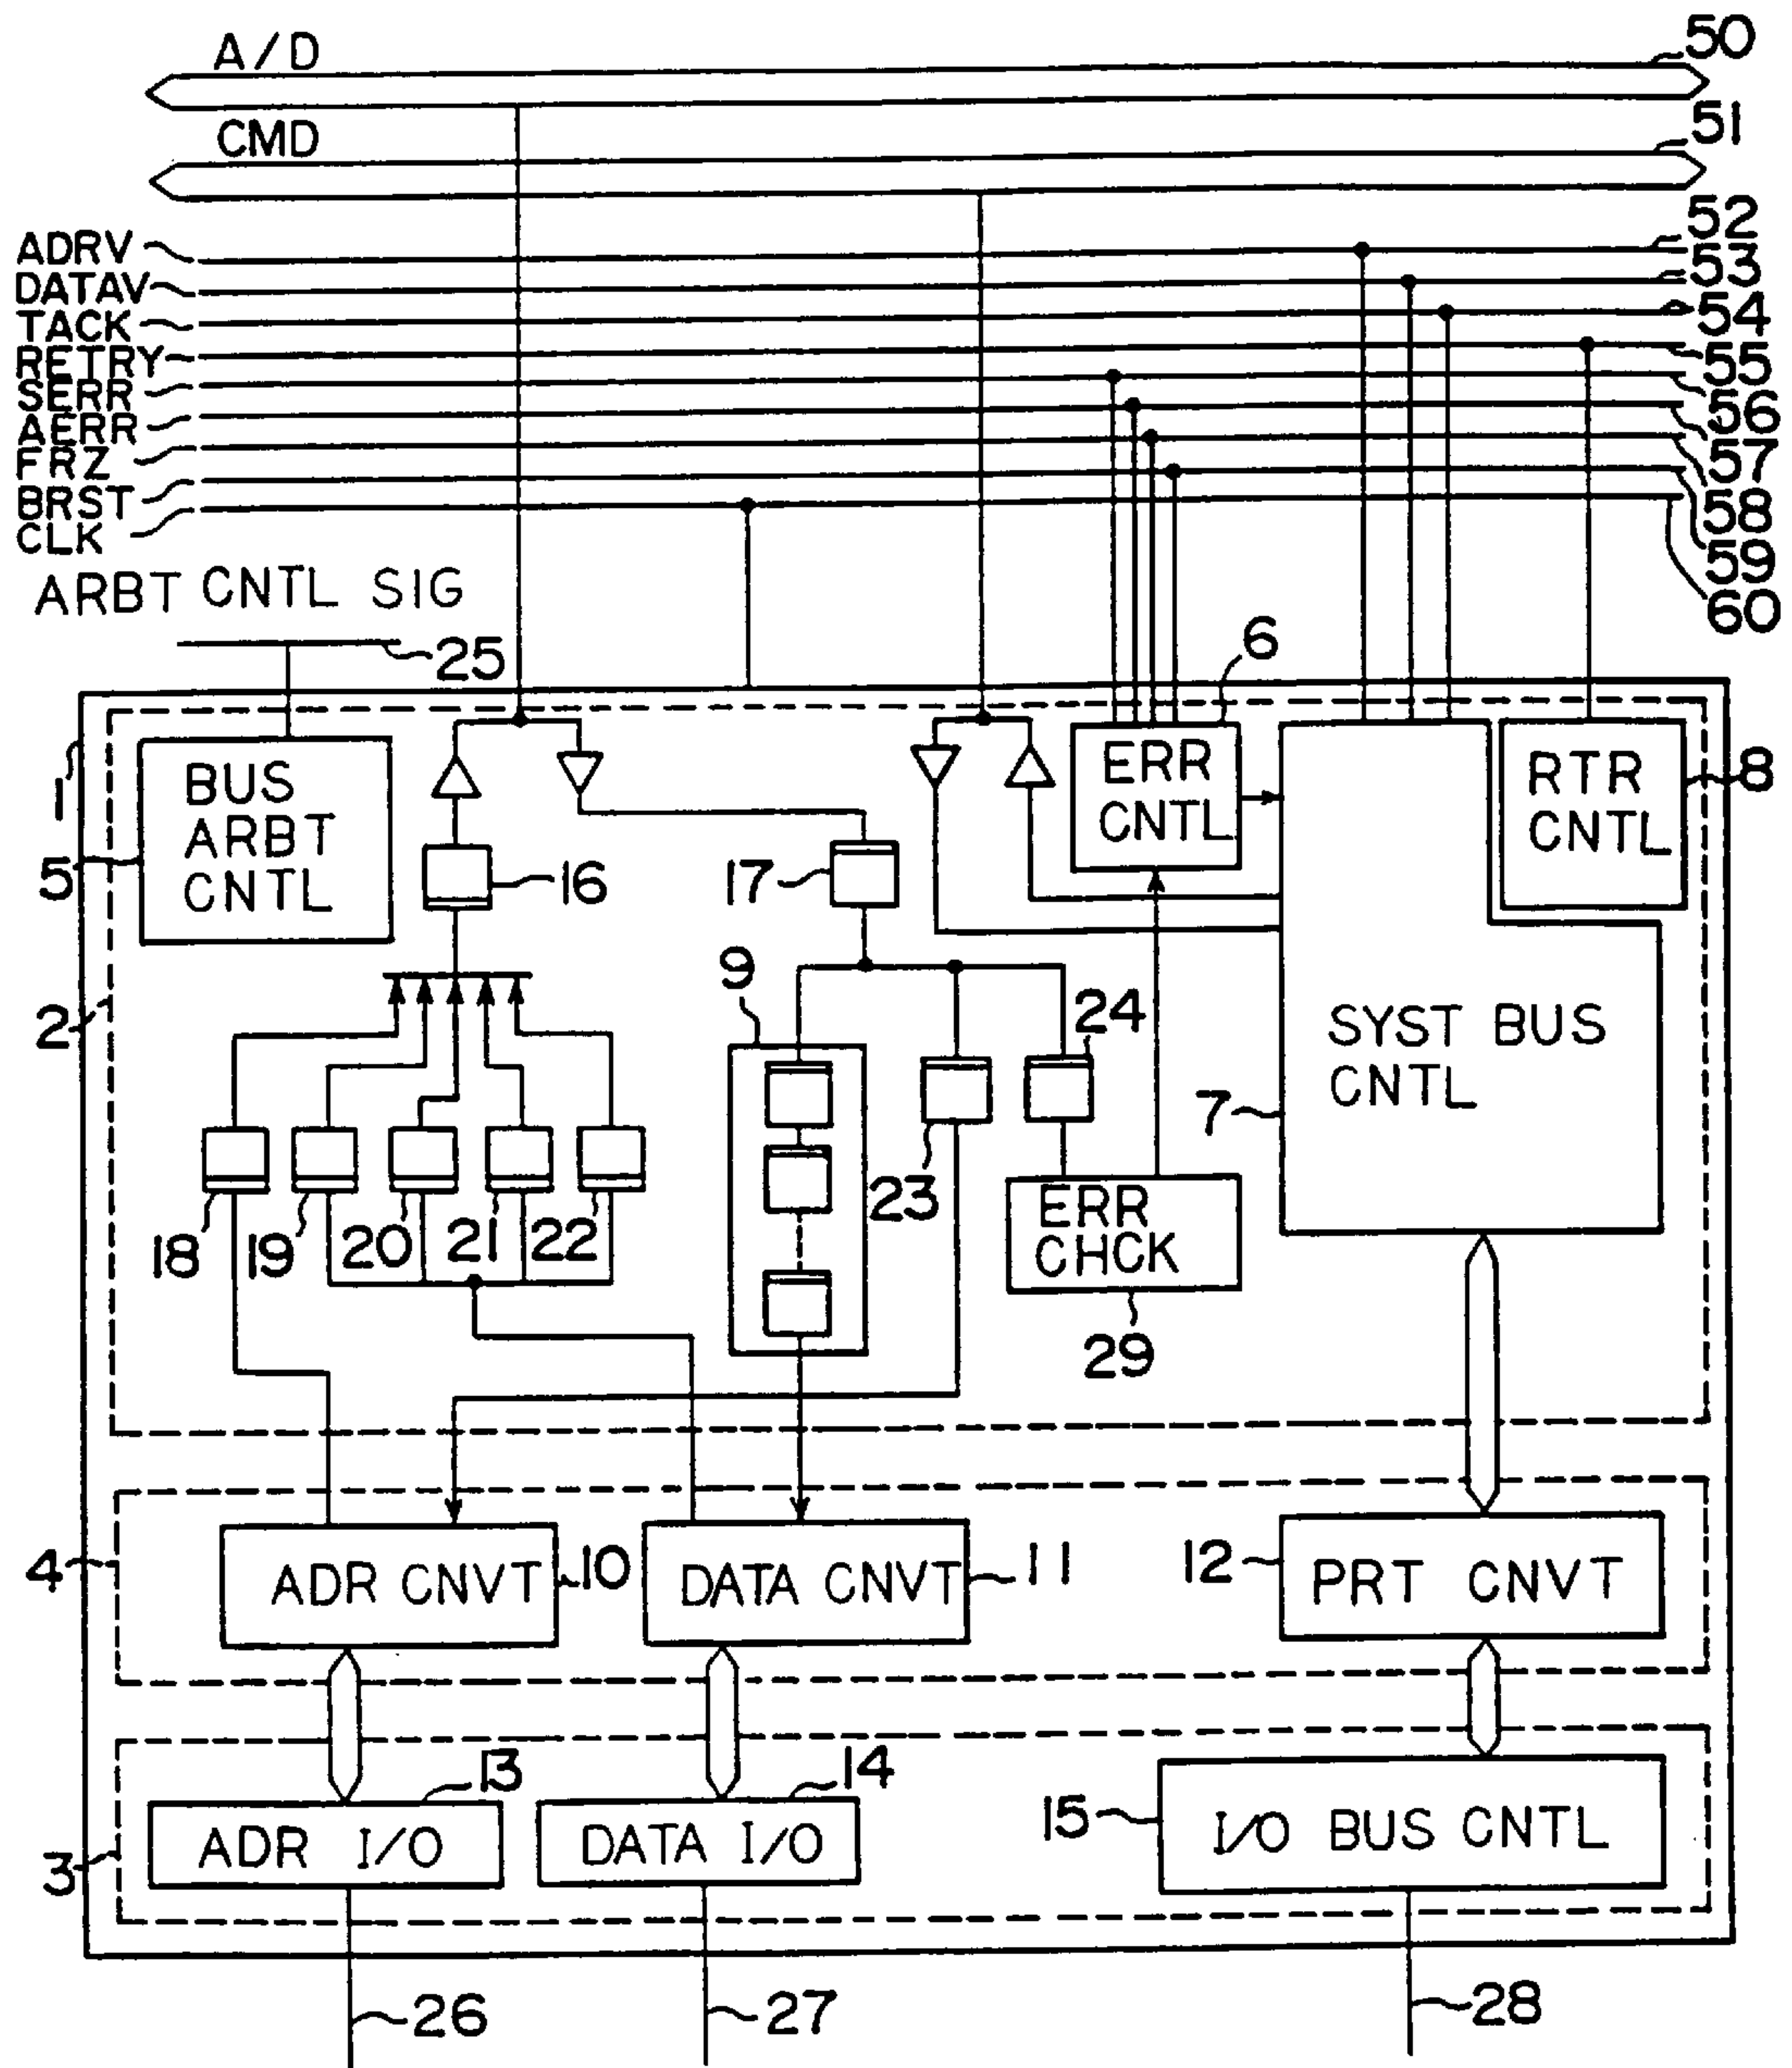 A/D
50
CMD
51
ADRV
52
DATAV
53
TACK
54
RETRY
55
SERR
56
AERR
57
FRZ
58
BRST
59
CLK
60
ARBT CNTL SIG
25
6
1
BUS
ARBT
CNTL
5
16
17
ERR
CNTL
RTR
CNTL
8
2
9
24
SYST BUS
CNTL
7
23
18
19
20
21
22
ERR
CHCK
29
4
ADR CNVT
10
DATA CNVT
11
12
PRT CNVT
13
14
3
ADR I/O
DATA I/O
15
I/O BUS CNTL
26
27
28